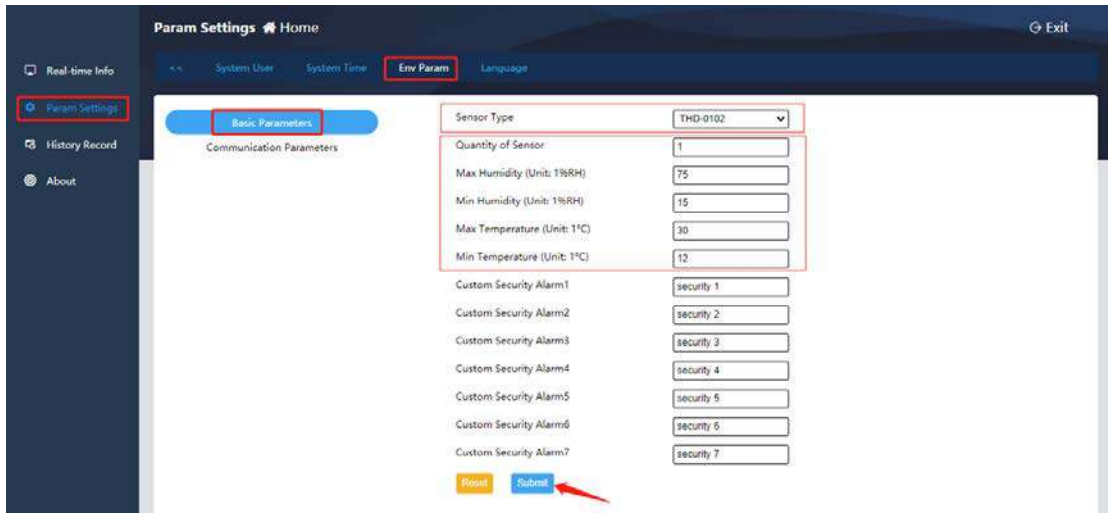 Param Settings Home
Exit
Real-time Info
Param Settings
History Record
About
<< System User System Time Env Param Language
Basic Parameters
Communication Parameters
Sensor Type THD-0102
Quantity of Sensor 1
Max Humidity (Unit: 1%RH) 75
Min Humidity (Unit: 1%RH) 15
Max Temperature (Unit: 1°C) 30
Min Temperature (Unit: 1°C) 12
Custom Security Alarm1 security 1
Custom Security Alarm2 security 2
Custom Security Alarm3 security 3
Custom Security Alarm4 security 4
Custom Security Alarm5 security 5
Custom Security Alarm6 security 6
Custom Security Alarm7 security 7
Reset Submit